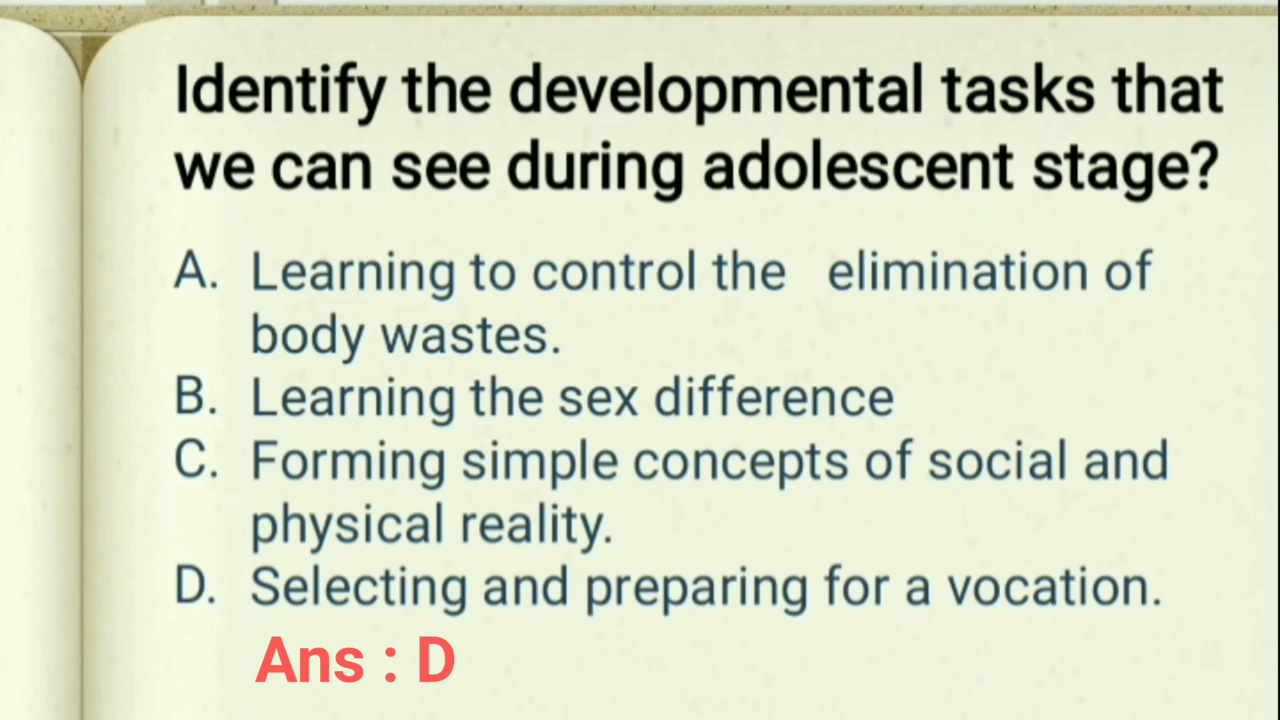 Identify the developmental tasks that
we can see during adolescent stage?
A. Learning to control the elimination of
body wastes.
B. Learning the sex difference
C. Forming simple concepts of social and
physical reality.
D. Selecting and preparing for a vocation.
Ans : D